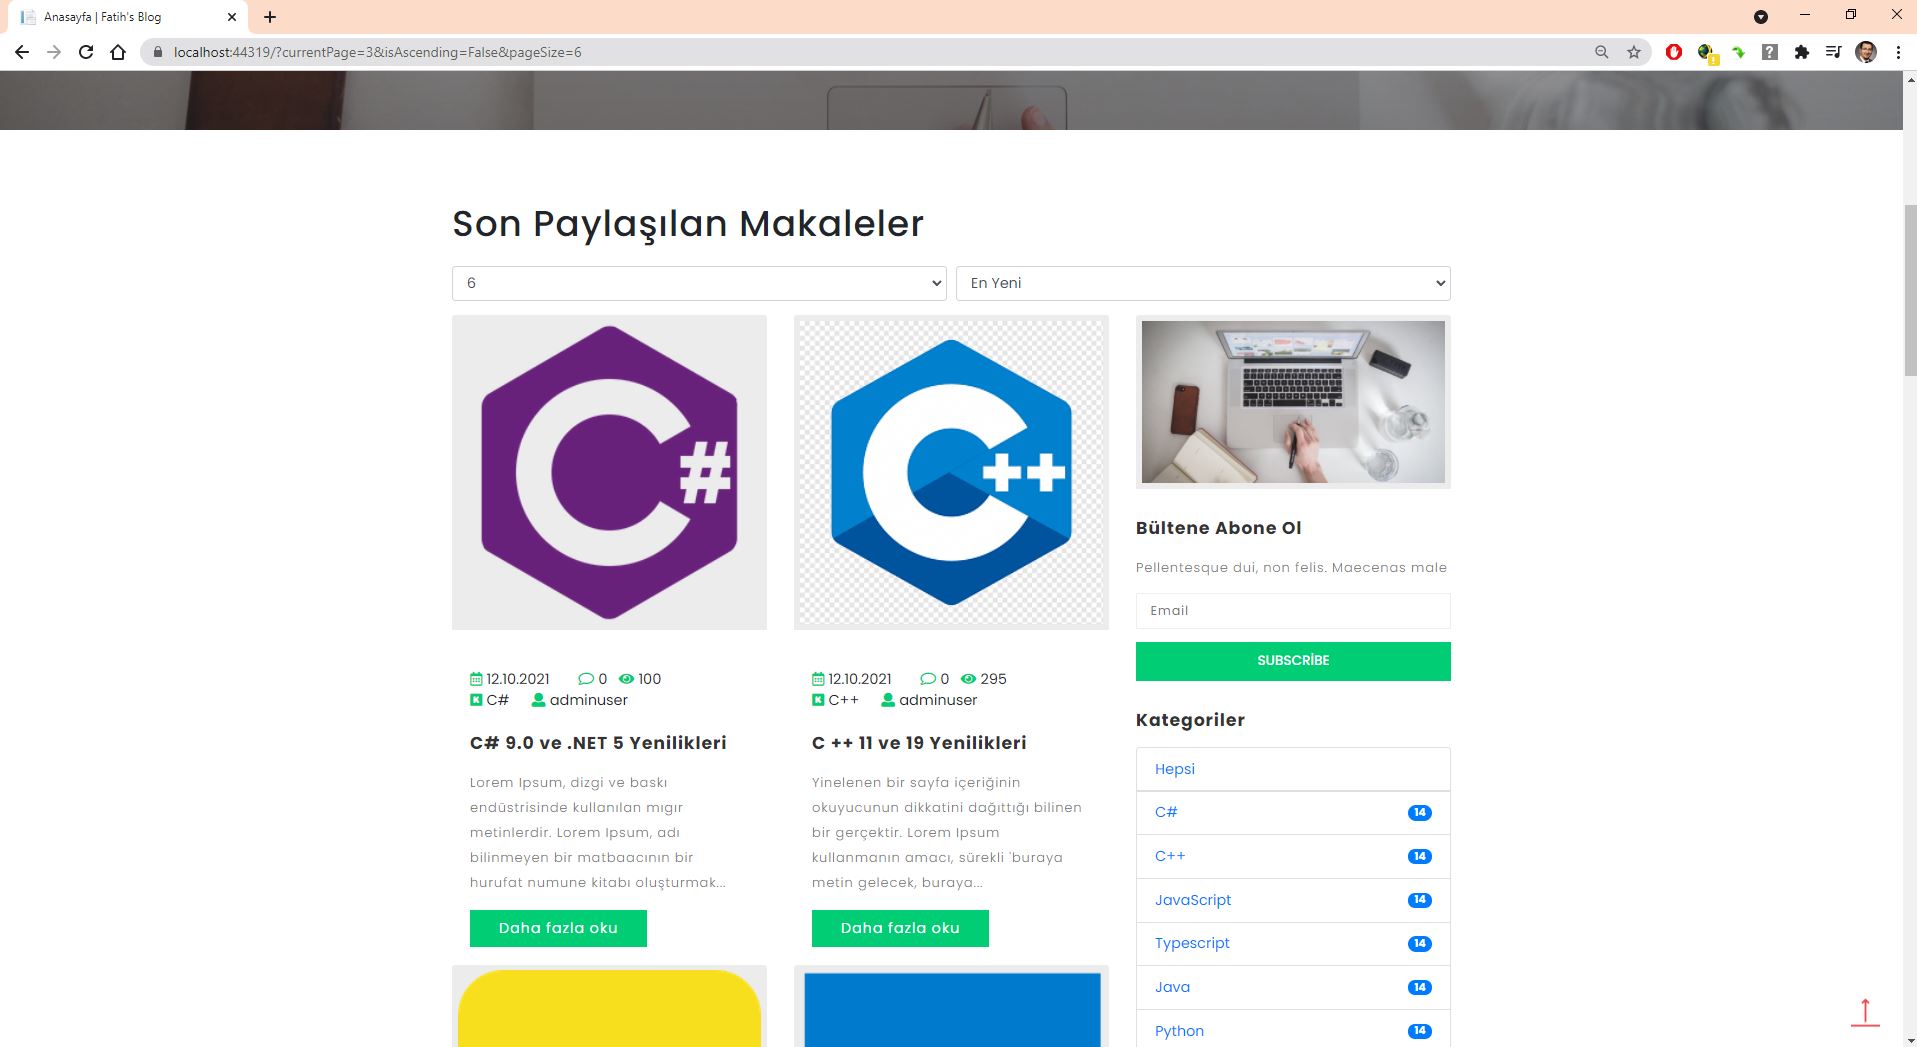 Anasayfa | Fatih's Blog
localhost:44319/?currentPage=3&isAscending=False&pageSize=6
Son Paylaşılan Makaleler
6
En Yeni
C#
C++
12.10.2021 0 100
C# adminuser
C# 9.0 ve .NET 5 Yenilikleri
Lorem Ipsum, dizgi ve baskı
endüstrisinde kullanılan mıgır
metinlerdir. Lorem Ipsum, adı
bilinmeyen bir matbaacının bir
hurufat numune kitabı oluşturmak...
Daha fazla oku
12.10.2021 0 295
C++ adminuser
C ++ 11 ve 19 Yenilikleri
Yinelenen bir sayfa içeriğinin
okuyucunun dikkatini dağıttığı bilinen
bir gerçektir. Lorem Ipsum
kullanmanın amacı, sürekli 'buraya
metin gelecek, buraya...
Daha fazla oku
Bültene Abone Ol
Pellentesque dui, non felis. Maecenas male
Email
SUBSCRİBE
Kategoriler
Hepsi
C# 14
C++ 14
JavaScript 14
Typescript 14
Java 14
Python 14